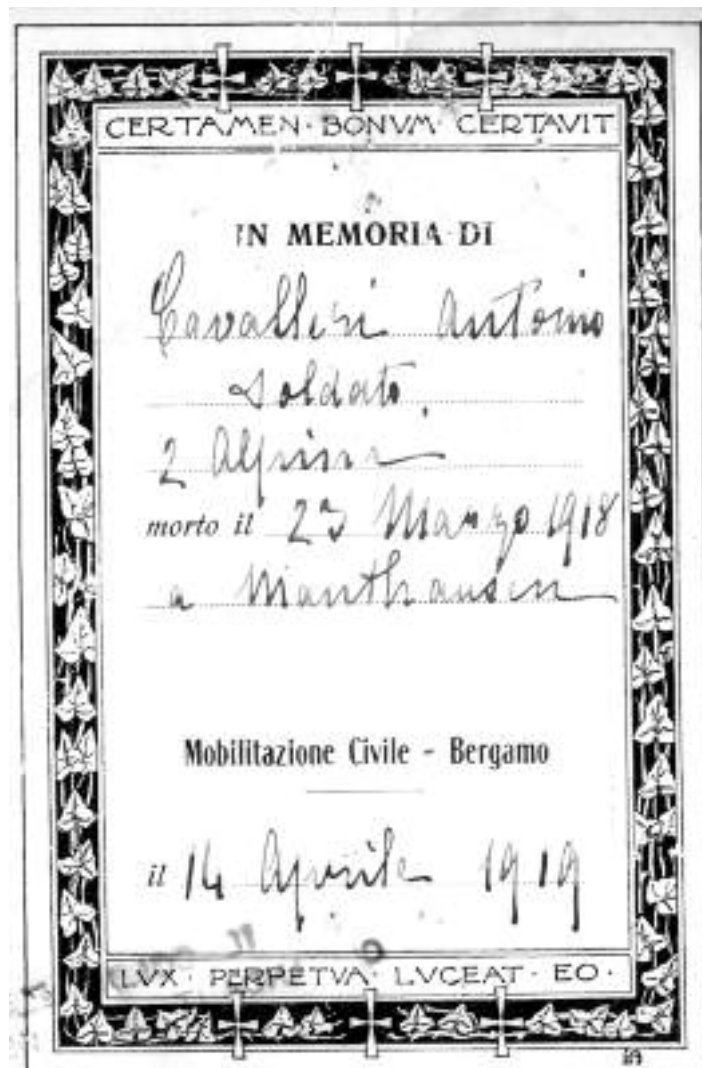 CERTAMEN · BONVM · CERTAVIT
IN MEMORIA DI
Cavalleri Antonio
soldato
2 Alpini
morto il 23 Marzo 1918
a Mauthausen
Mobilitazione Civile - Bergamo
il 14 Aprile 1919
LVX · PERPETVA · LVCEAT · EO ·